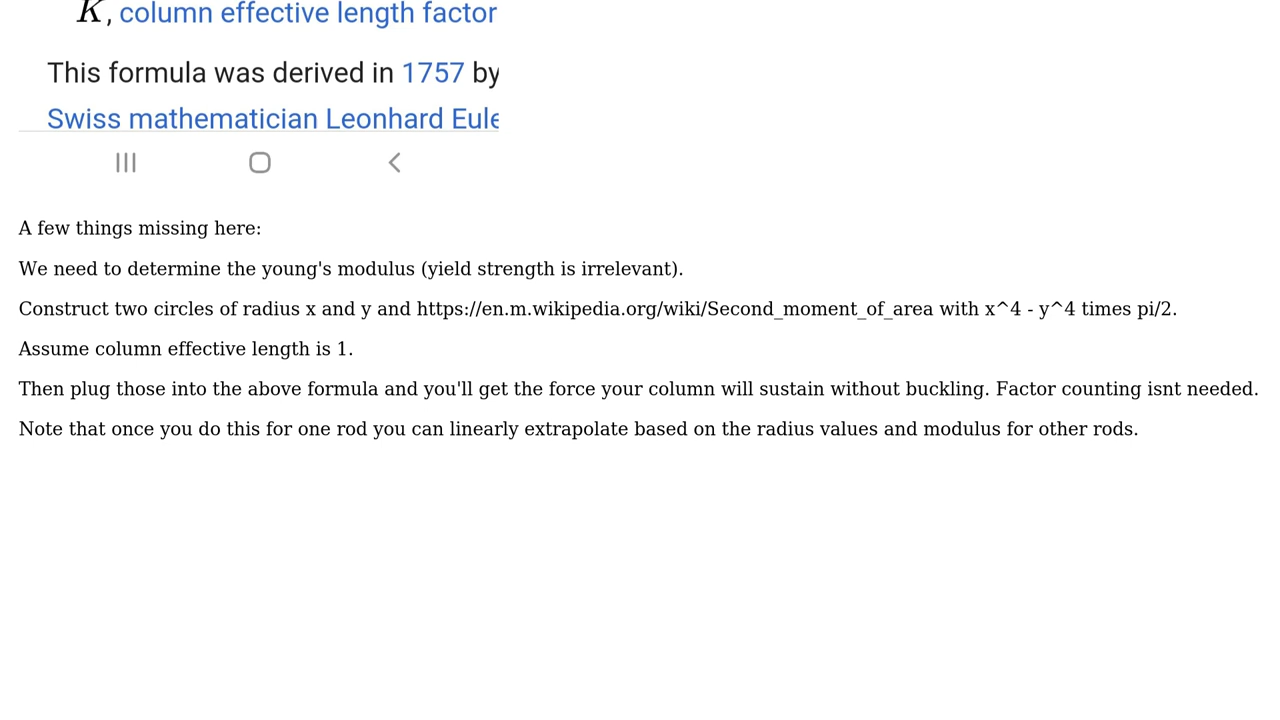 K, column effective length factor
This formula was derived in 1757 by
Swiss mathematician Leonhard Eule
A few things missing here:
We need to determine the young's modulus (yield strength is irrelevant).
Construct two circles of radius x and y and https://en.m.wikipedia.org/wiki/Second_moment_of_area with x^4 - y^4 times pi/2.
Assume column effective length is 1.
Then plug those into the above formula and you'll get the force your column will sustain without buckling. Factor counting isnt needed.
Note that once you do this for one rod you can linearly extrapolate based on the radius values and modulus for other rods.